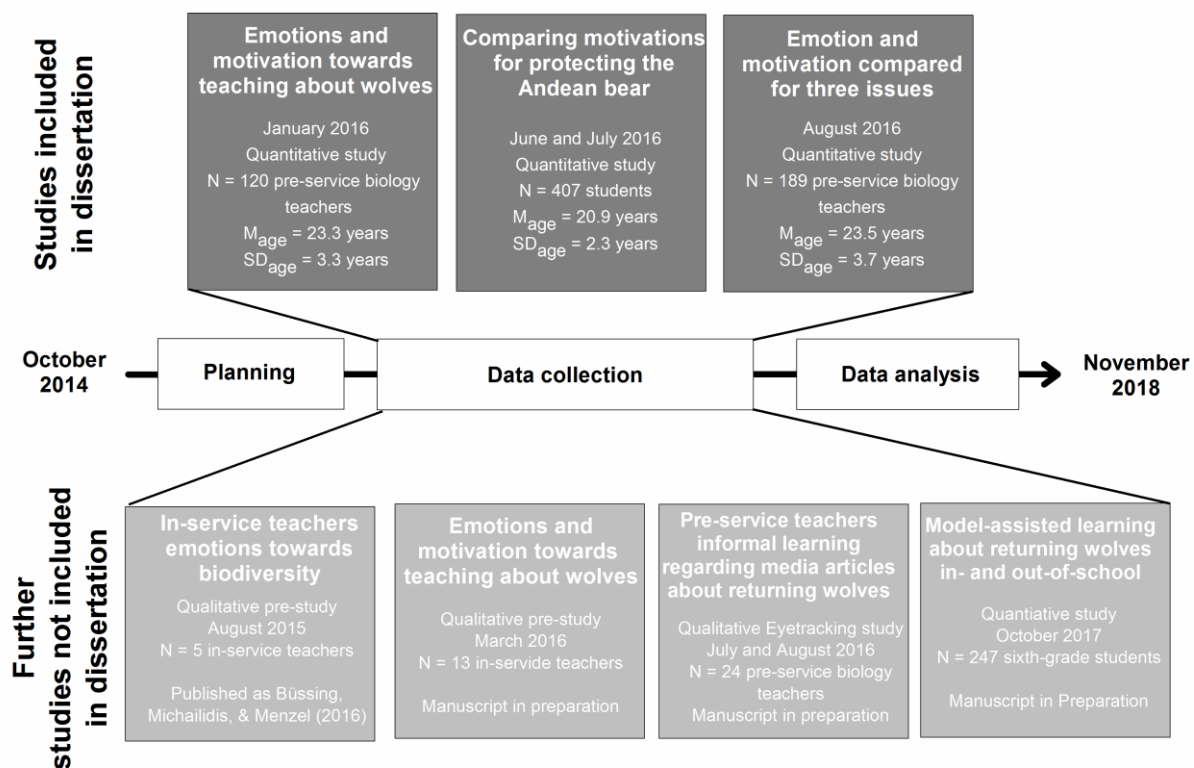 Studies included
in dissertation
Emotions and
motivation towards
teaching about wolves
January 2016
Quantitative study
N = 120 pre-service biology
teachers
Mage = 23.3 years
SDage = 3.3 years
Comparing motivations
for protecting the
Andean bear
June and July 2016
Quantitative study
N = 407 students
Mage = 20.9 years
SDage = 2.3 years
Emotion and
motivation compared
for three issues
August 2016
Quantitative study
N = 189 pre-service biology
teachers
Mage = 23.5 years
SDage = 3.7 years
October
2014
Planning
Data collection
Data analysis
November
2018
Further
studies not included
in dissertation
In-service teachers
emotions towards
biodiversity
Qualitative pre-study
August 2015
N = 5 in-service teachers
Published as Büssing,
Michailidis, & Menzel (2016)
Emotions and
motivation towards
teaching about wolves
Qualitative pre-study
March 2016
N = 13 in-servide teachers
Manuscript in preparation
Pre-service teachers
informal learning
regarding media articles
about returning wolves
Qualitative Eyetracking study
July and August 2016
N = 24 pre-service biology
teachers
Manuscript in preparation
Model-assisted learning
about returning wolves
in- and out-of-school
Quantiative study
October 2017
N = 247 sixth-grade students
Manuscript in Preparation